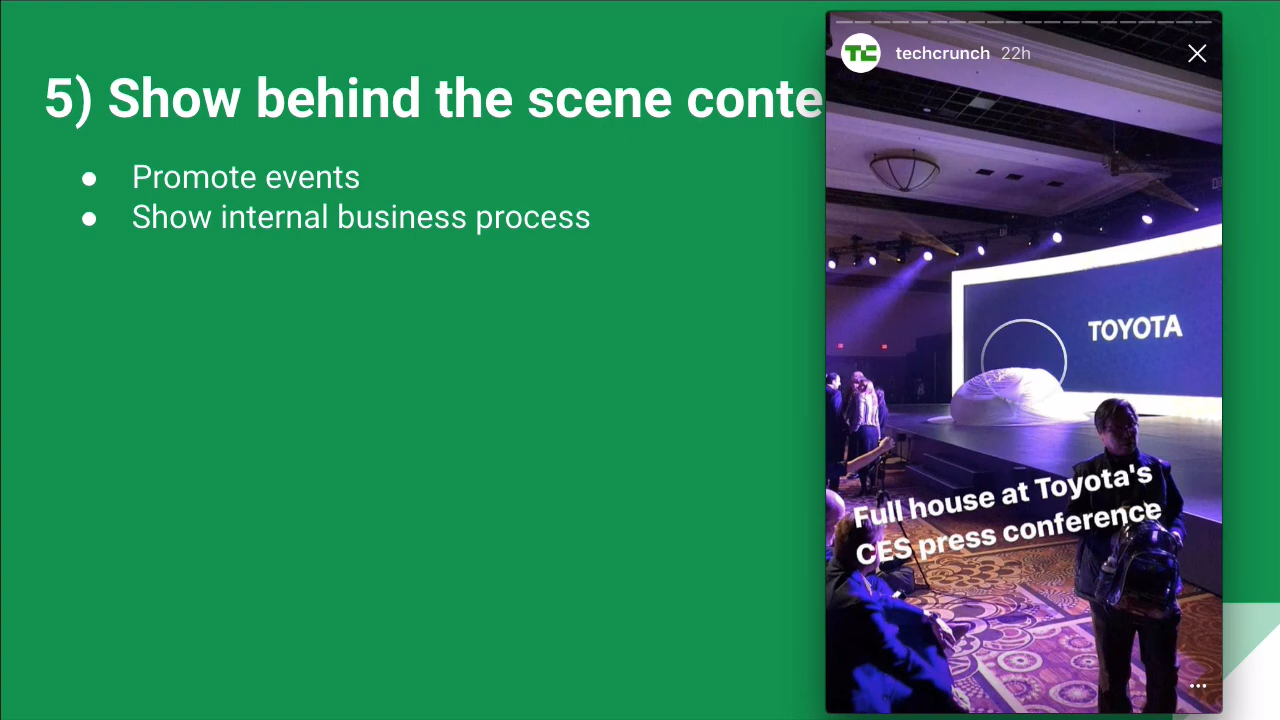 5) Show behind the scene conte
● Promote events
● Show internal business process
TC techcrunch 22h
TOYOTA
Full house at Toyota's
CES press conference